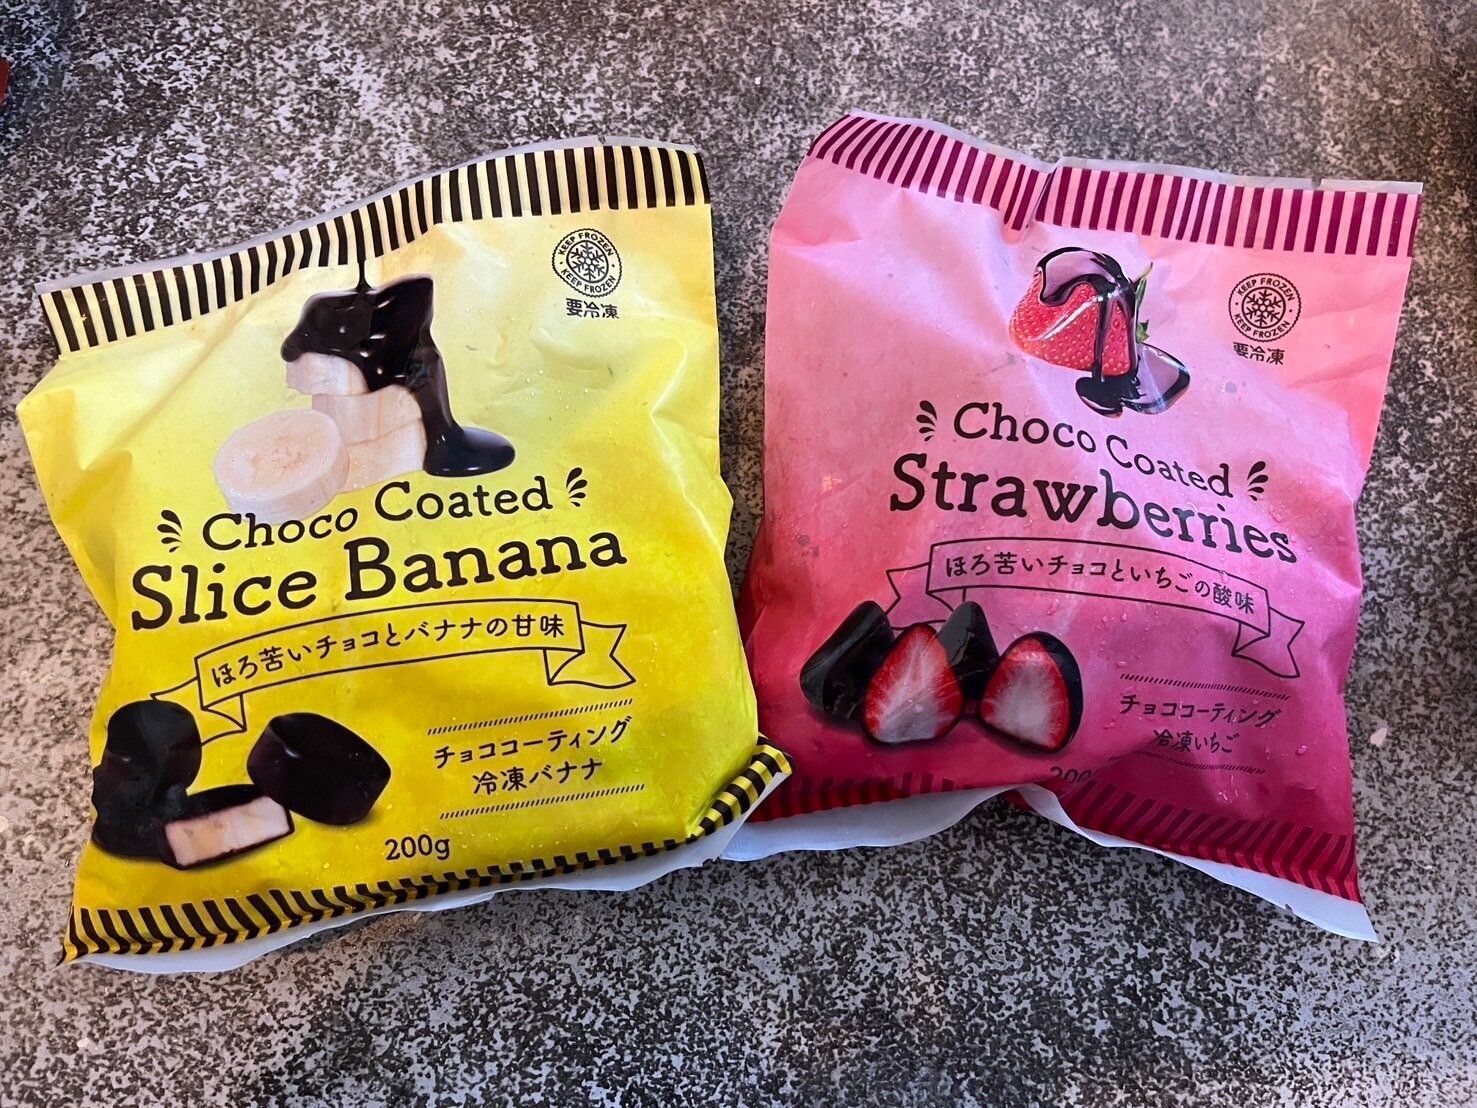 KEEP FROZEN
KEEP FROZEN
要冷凍
Choco Coated
Slice Banana
ほろ苦いチョコとバナナの甘味
チョココーティング
冷凍バナナ
200g
KEEP FROZEN
KEEP FROZEN
要冷凍
Choco Coated
Strawberries
ほろ苦いチョコといちごの酸味
チョココーティング
冷凍いちご